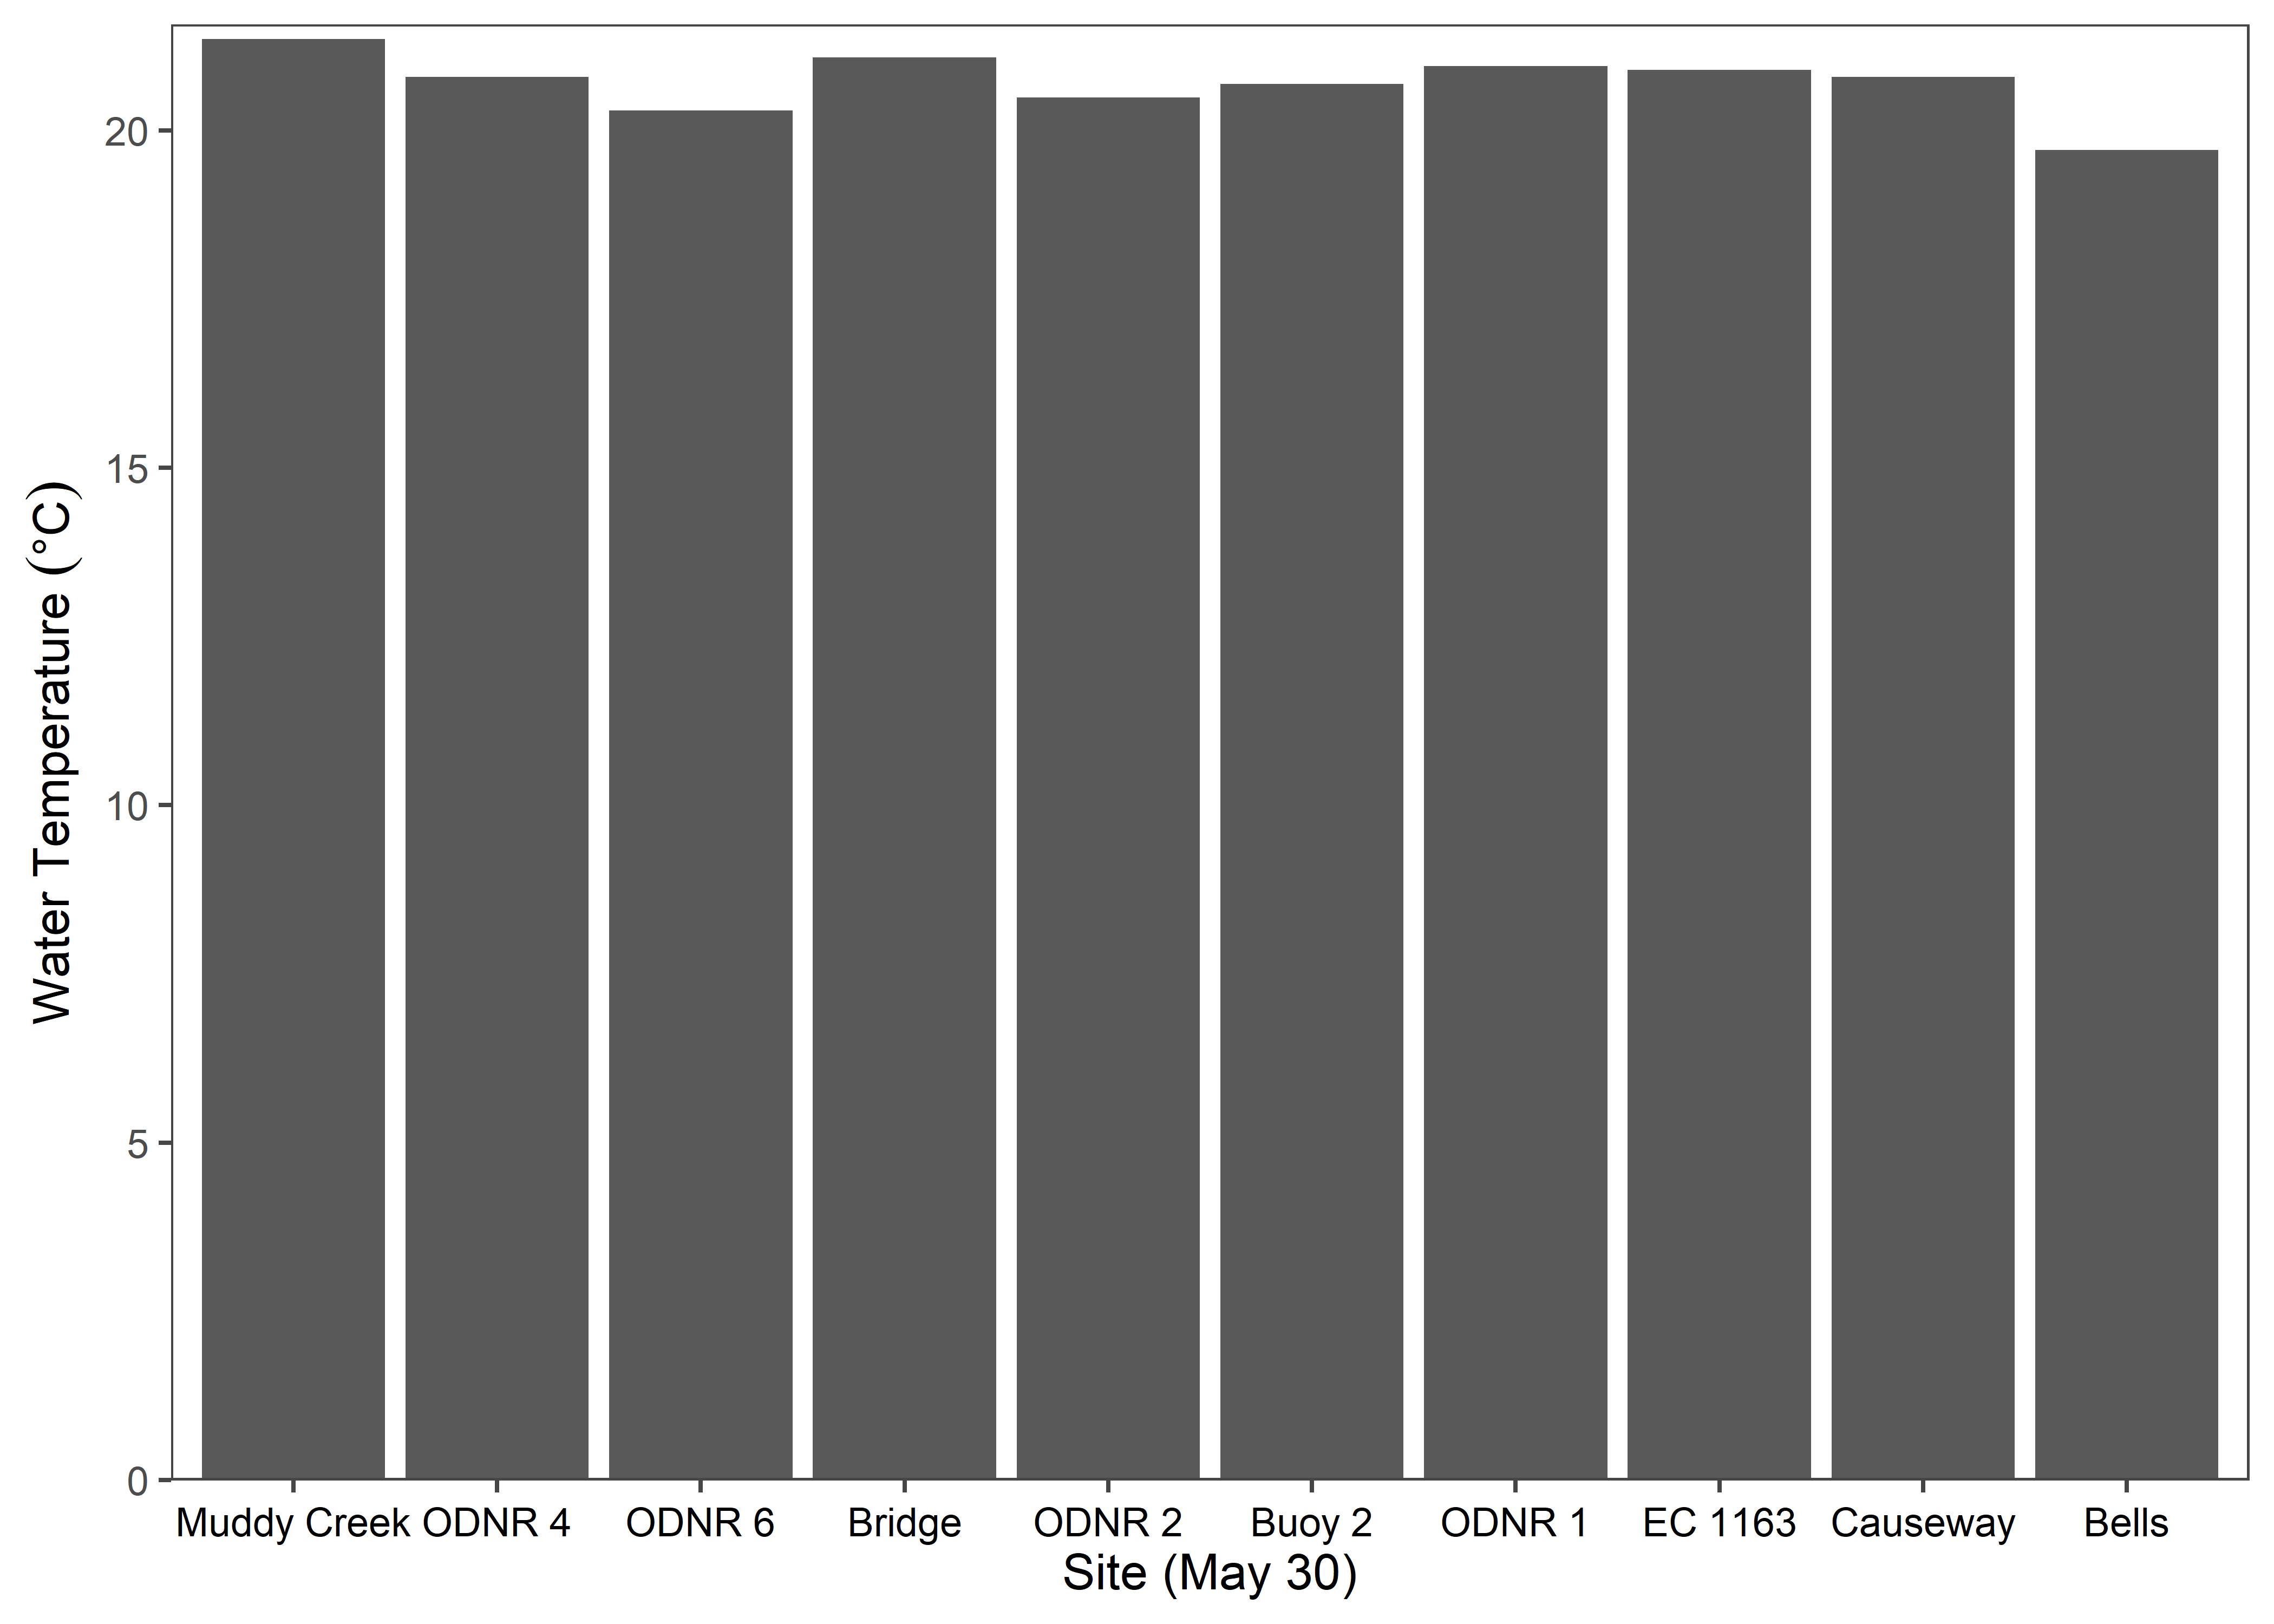 Water Temperature (°C)
20
15
10
5
0
Muddy Creek ODNR 4 ODNR 6 Bridge ODNR 2 Buoy 2 ODNR 1 EC 1163 Causeway Bells
Site (May 30)